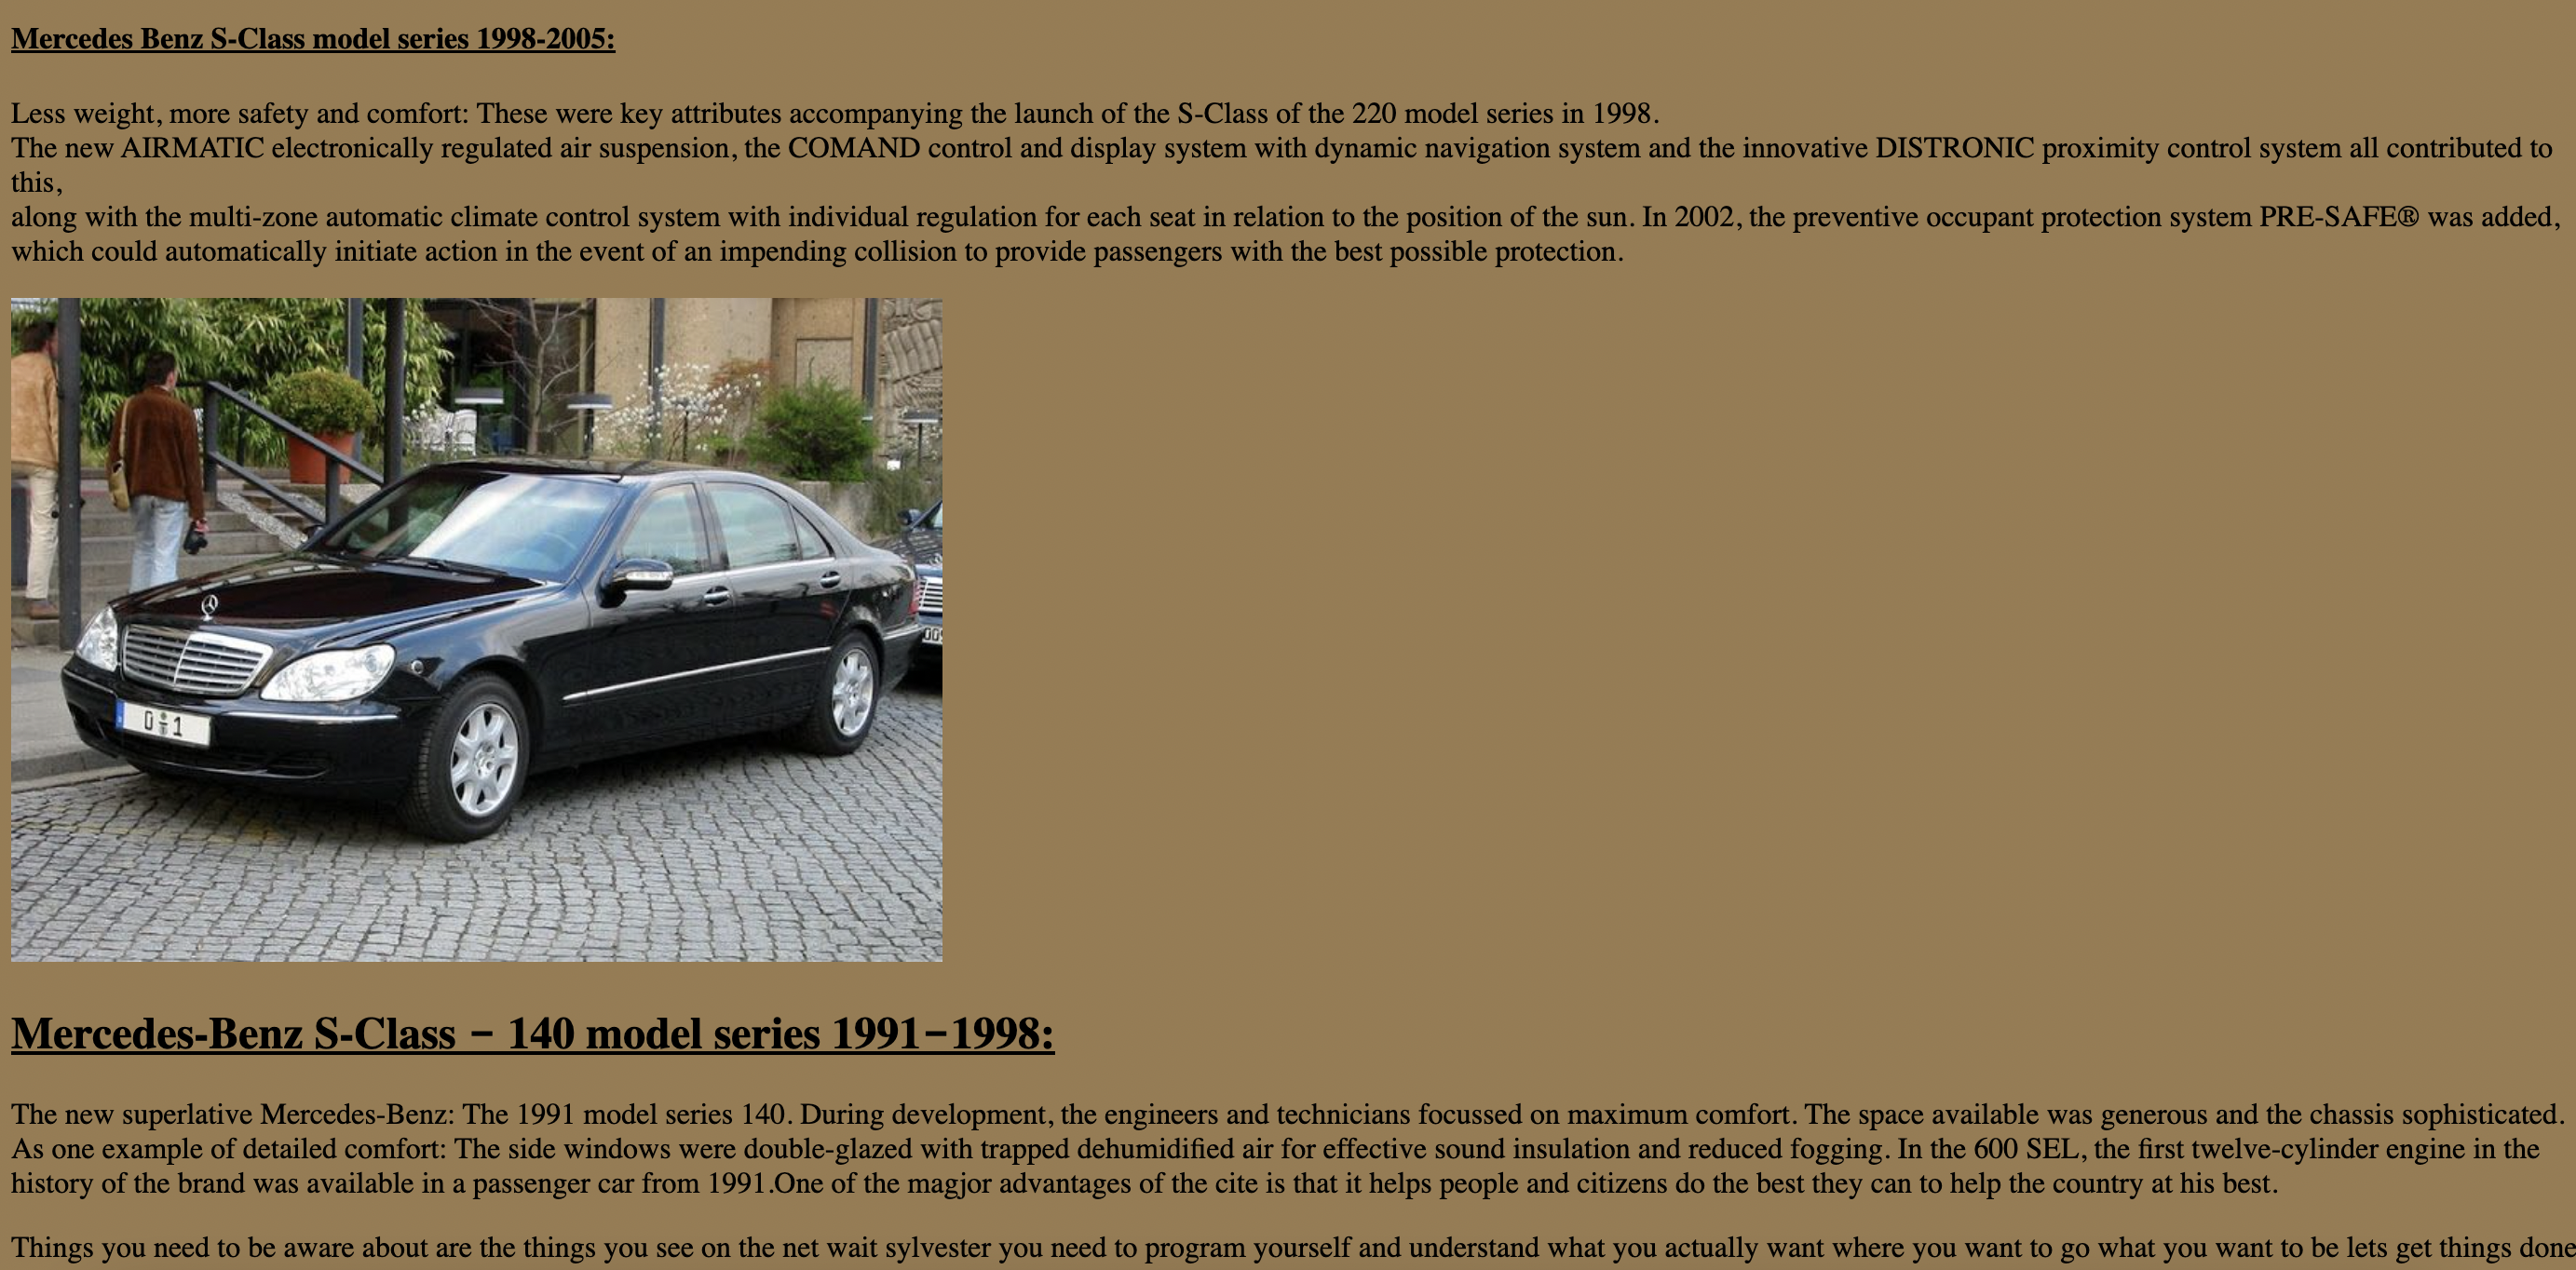 Mercedes Benz S-Class model series 1998-2005:
Less weight, more safety and comfort: These were key attributes accompanying the launch of the S-Class of the 220 model series in 1998.
The new AIRMATIC electronically regulated air suspension, the COMAND control and display system with dynamic navigation system and the innovative DISTRONIC proximity control system all contributed to
this,
along with the multi-zone automatic climate control system with individual regulation for each seat in relation to the position of the sun. In 2002, the preventive occupant protection system PRE-SAFE® was added,
which could automatically initiate action in the event of an impending collision to provide passengers with the best possible protection.
0 1
Mercedes-Benz S-Class – 140 model series 1991–1998:
The new superlative Mercedes-Benz: The 1991 model series 140. During development, the engineers and technicians focussed on maximum comfort. The space available was generous and the chassis sophisticated.
As one example of detailed comfort: The side windows were double-glazed with trapped dehumidified air for effective sound insulation and reduced fogging. In the 600 SEL, the first twelve-cylinder engine in the
history of the brand was available in a passenger car from 1991.One of the magjor advantages of the cite is that it helps people and citizens do the best they can to help the country at his best.
Things you need to be aware about are the things you see on the net wait sylvester you need to program yourself and understand what you actually want where you want to go what you want to be lets get things done